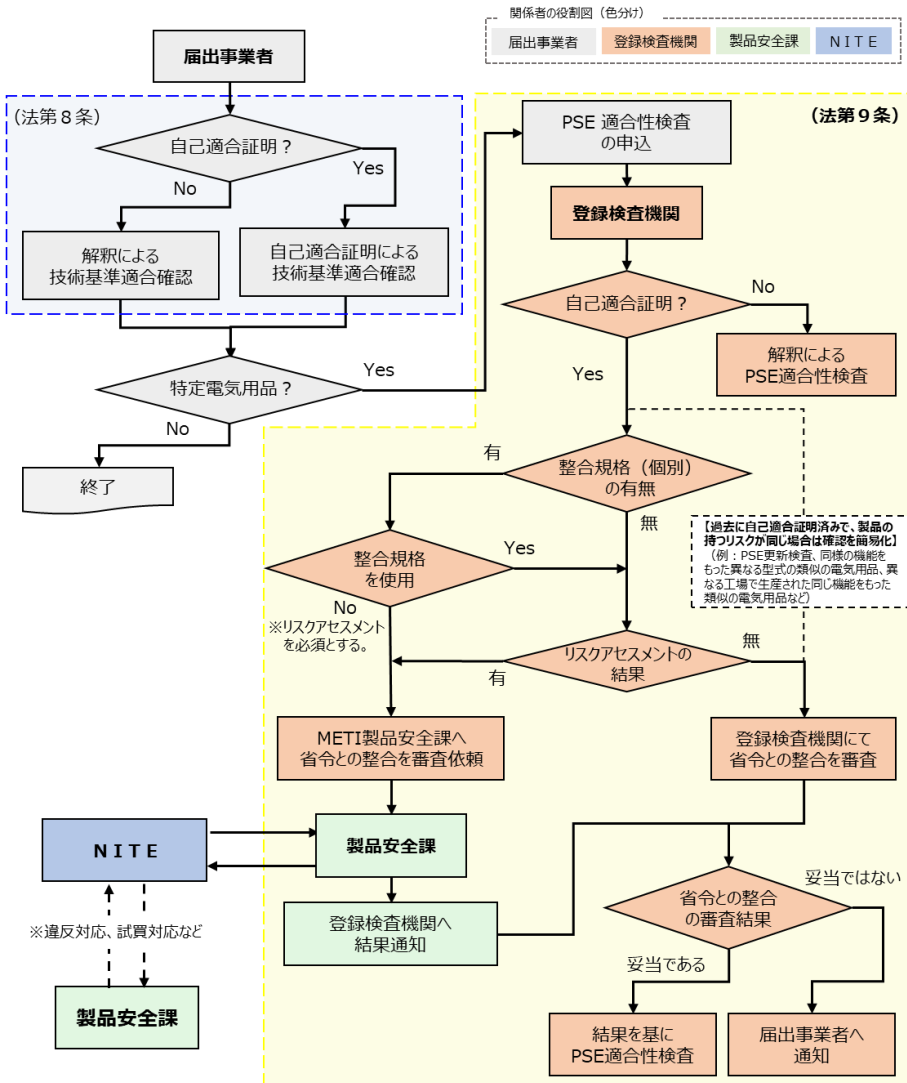 関係者の役割図（色分け）
届出事業者
登録検査機関
製品安全課
ＮＩＴＥ
届出事業者
（法第８条）
自己適合証明？
No
Yes
解釈による
技術基準適合確認
自己適合証明による
技術基準適合確認
特定電気用品？
Yes
No
終了
（法第９条）
PSE 適合性検査
の申込
登録検査機関
自己適合証明？
No
Yes
解釈による
PSE適合性検査
整合規格（個別）
の有無
有
無
【過去に自己適合証明済みで、製品の
持つリスクが同じ場合は確認を簡易化】
（例：PSE更新検査、同様の機能を
もった異なる型式の類似の電気用品、異
なる工場で生産された同じ機能をもった
類似の電気用品など）
整合規格
を使用
Yes
No
※リスクアセスメント
を必須とする。
リスクアセスメントの
結果
有
無
METI製品安全課へ
省令との整合を審査依頼
登録検査機関にて
省令との整合を審査
ＮＩＴＥ
製品安全課
登録検査機関へ
結果通知
※違反対応、試買対応など
製品安全課
省令との整合
の審査結果
妥当ではない
妥当である
結果を基に
PSE適合性検査
届出事業者へ
通知